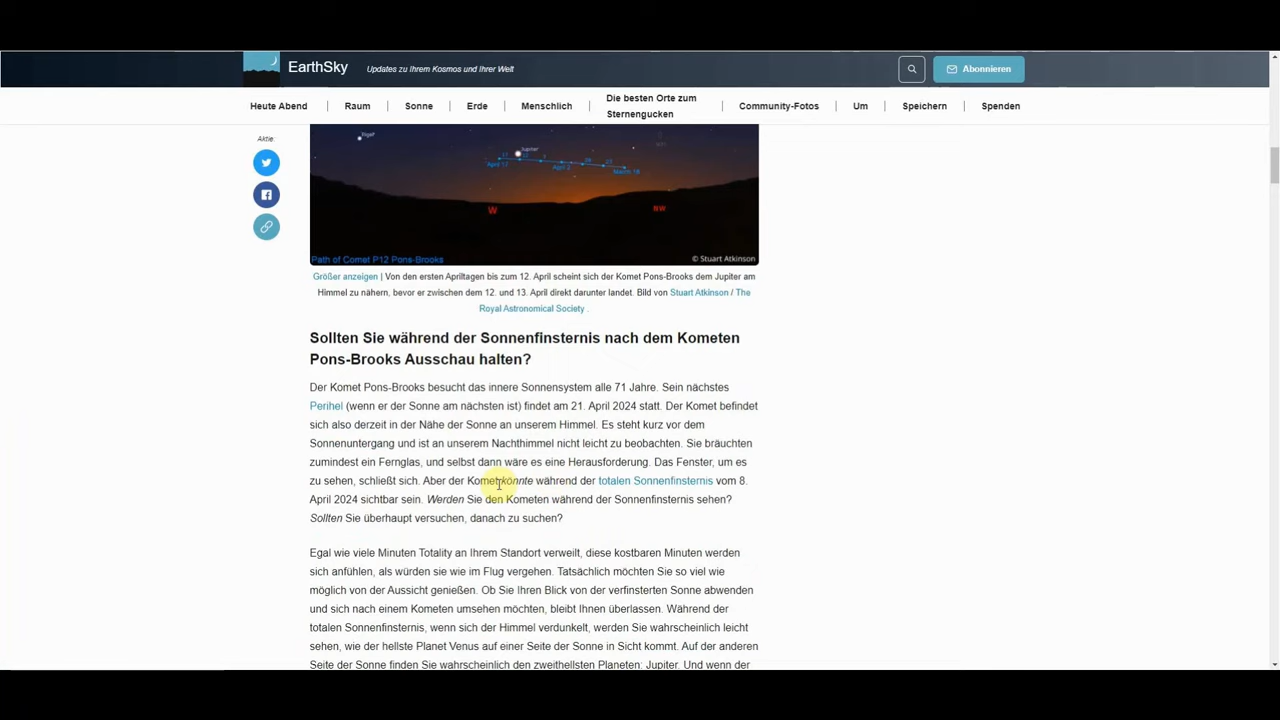 EarthSky
Updates zu Ihrem Kosmos und Ihrer Welt
Abonnieren
Heute Abend
Raum
Sonne
Erde
Menschlich
Die besten Orte zum
Sternengucken
Community-Fotos
Um
Speichern
Spenden
Aktie:
Jupiter
April 17
April 2
March 18
W
NW
Path of Comet P12 Pons-Brooks
© Stuart Atkinson
Größer anzeigen | Von den ersten Apriltagen bis zum 12. April scheint sich der Komet Pons-Brooks dem Jupiter am
Himmel zu nähern, bevor er zwischen dem 12. und 13. April direkt darunter landet. Bild von Stuart Atkinson / The
Royal Astronomical Society .
Sollten Sie während der Sonnenfinsternis nach dem Kometen
Pons-Brooks Ausschau halten?
Der Komet Pons-Brooks besucht das innere Sonnensystem alle 71 Jahre. Sein nächstes
Perihel (wenn er der Sonne am nächsten ist) findet am 21. April 2024 statt. Der Komet befindet
sich also derzeit in der Nähe der Sonne an unserem Himmel. Es steht kurz vor dem
Sonnenuntergang und ist an unserem Nachthimmel nicht leicht zu beobachten. Sie bräuchten
zumindest ein Fernglas, und selbst dann wäre es eine Herausforderung. Das Fenster, um es
zu sehen, schließt sich. Aber der Komet könnte während der totalen Sonnenfinsternis vom 8.
April 2024 sichtbar sein. Werden Sie den Kometen während der Sonnenfinsternis sehen?
Sollten Sie überhaupt versuchen, danach zu suchen?
Egal wie viele Minuten Totality an Ihrem Standort verweilt, diese kostbaren Minuten werden
sich anfühlen, als würden sie wie im Flug vergehen. Tatsächlich möchten Sie so viel wie
möglich von der Aussicht genießen. Ob Sie Ihren Blick von der verfinsterten Sonne abwenden
und sich nach einem Kometen umsehen möchten, bleibt Ihnen überlassen. Während der
totalen Sonnenfinsternis, wenn sich der Himmel verdunkelt, werden Sie wahrscheinlich leicht
sehen, wie der hellste Planet Venus auf einer Seite der Sonne in Sicht kommt. Auf der anderen
Seite der Sonne finden Sie wahrscheinlich den zweithellsten Planeten: Jupiter. Und wenn der